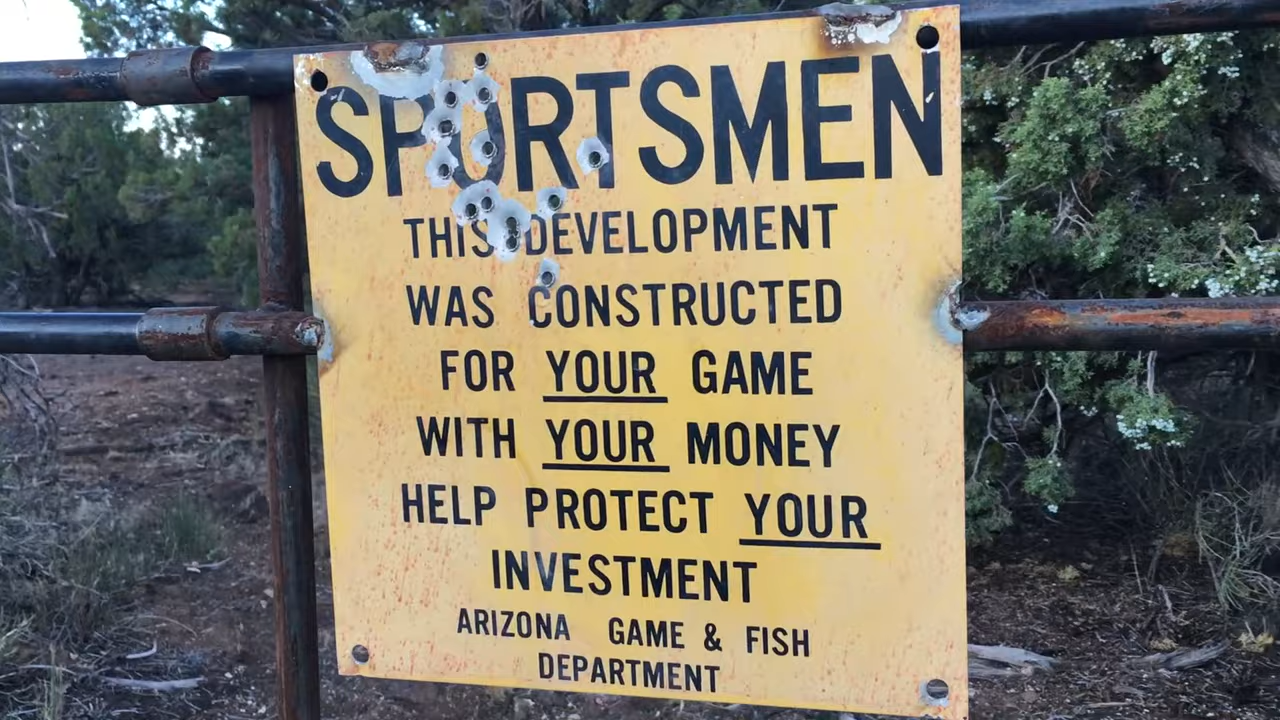 SPORTSMEN
THIS DEVELOPMENT
WAS CONSTRUCTED
FOR YOUR GAME
WITH YOUR MONEY
HELP PROTECT YOUR
INVESTMENT
ARIZONA GAME & FISH
DEPARTMENT